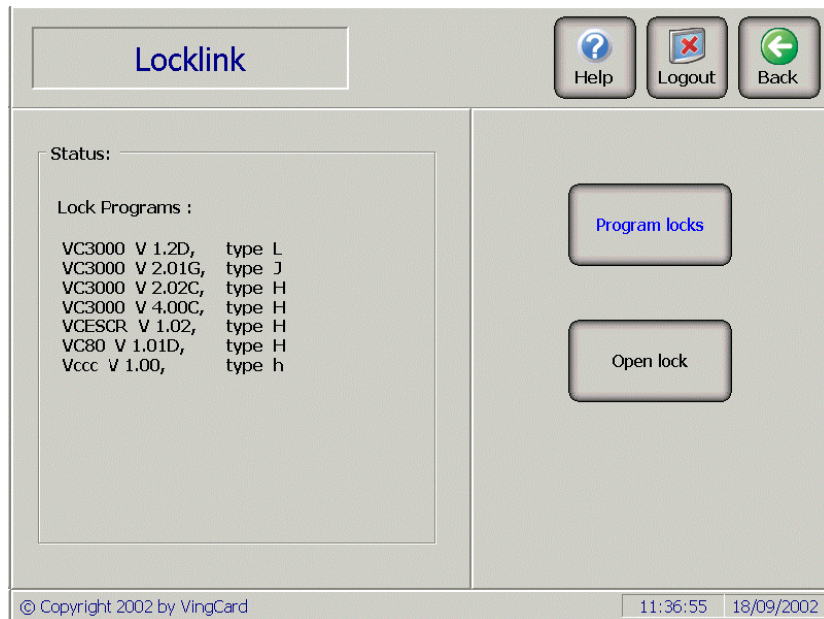 Locklink
Help
Logout
Back
Status:
Lock Programs :
VC3000 V 1.2D, type L
VC3000 V 2.01G, type J
VC3000 V 2.02C, type H
VC3000 V 4.00C, type H
VCESCR V 1.02, type H
VC80 V 1.01D, type H
Vccc V 1.00, type h
Program locks
Open lock
© Copyright 2002 by VingCard
11:36:55 18/09/2002